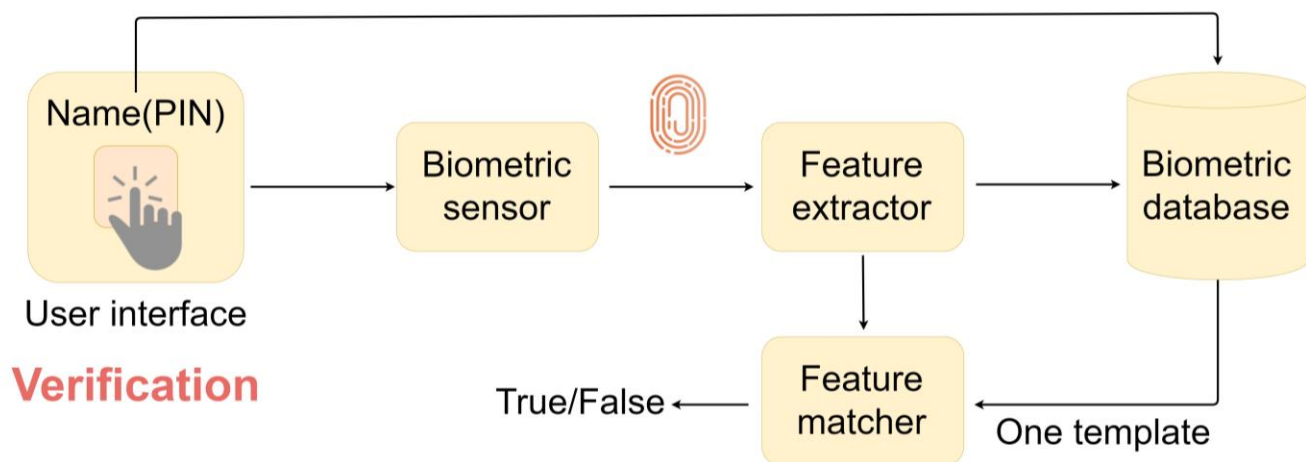 Name(PIN)
User interface
Verification
Biometric
sensor
Feature
extractor
Biometric
database
Feature
matcher
True/False
One template